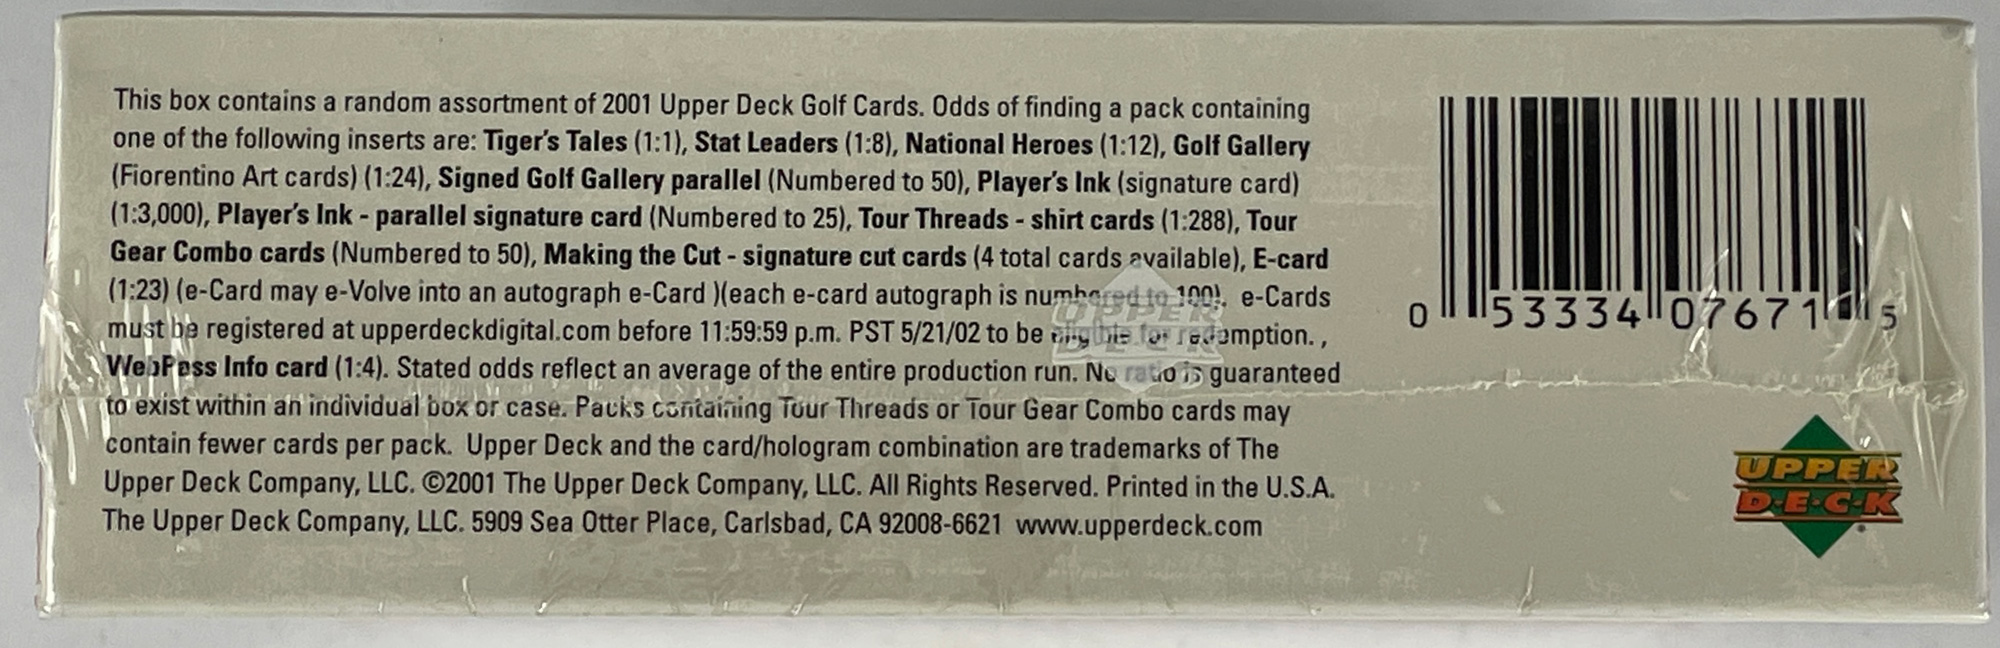 This box contains a random assortment of 2001 Upper Deck Golf Cards. Odds of finding a pack containing
one of the following inserts are: Tiger's Tales (1:1), Stat Leaders (1:8), National Heroes (1:12), Golf Gallery
(Fiorentino Art cards) (1:24), Signed Golf Gallery parallel (Numbered to 50), Player's Ink (signature card)
(1:3,000), Player's Ink - parallel signature card (Numbered to 25), Tour Threads - shirt cards (1:288), Tour
Gear Combo cards (Numbered to 50), Making the Cut - signature cut cards (4 total cards available), E-card
(1:23) (e-Card may e-Volve into an autograph e-Card )(each e-card autograph is numbered to 100). e-Cards
must be registered at upperdeckdigital.com before 11:59:59 p.m. PST 5/21/02 to be eligible for redemption. ,
WebPass Info card (1:4). Stated odds reflect an average of the entire production run. No ratio is guaranteed
to exist within an individual box or case. Packs containing Tour Threads or Tour Gear Combo cards may
contain fewer cards per pack. Upper Deck and the card/hologram combination are trademarks of The
Upper Deck Company, LLC. ©2001 The Upper Deck Company, LLC. All Rights Reserved. Printed in the U.S.A.
The Upper Deck Company, LLC. 5909 Sea Otter Place, Carlsbad, CA 92008-6621 www.upperdeck.com
UPPER
DECK
0 53334 07671 5
UPPER
D•E•C•K